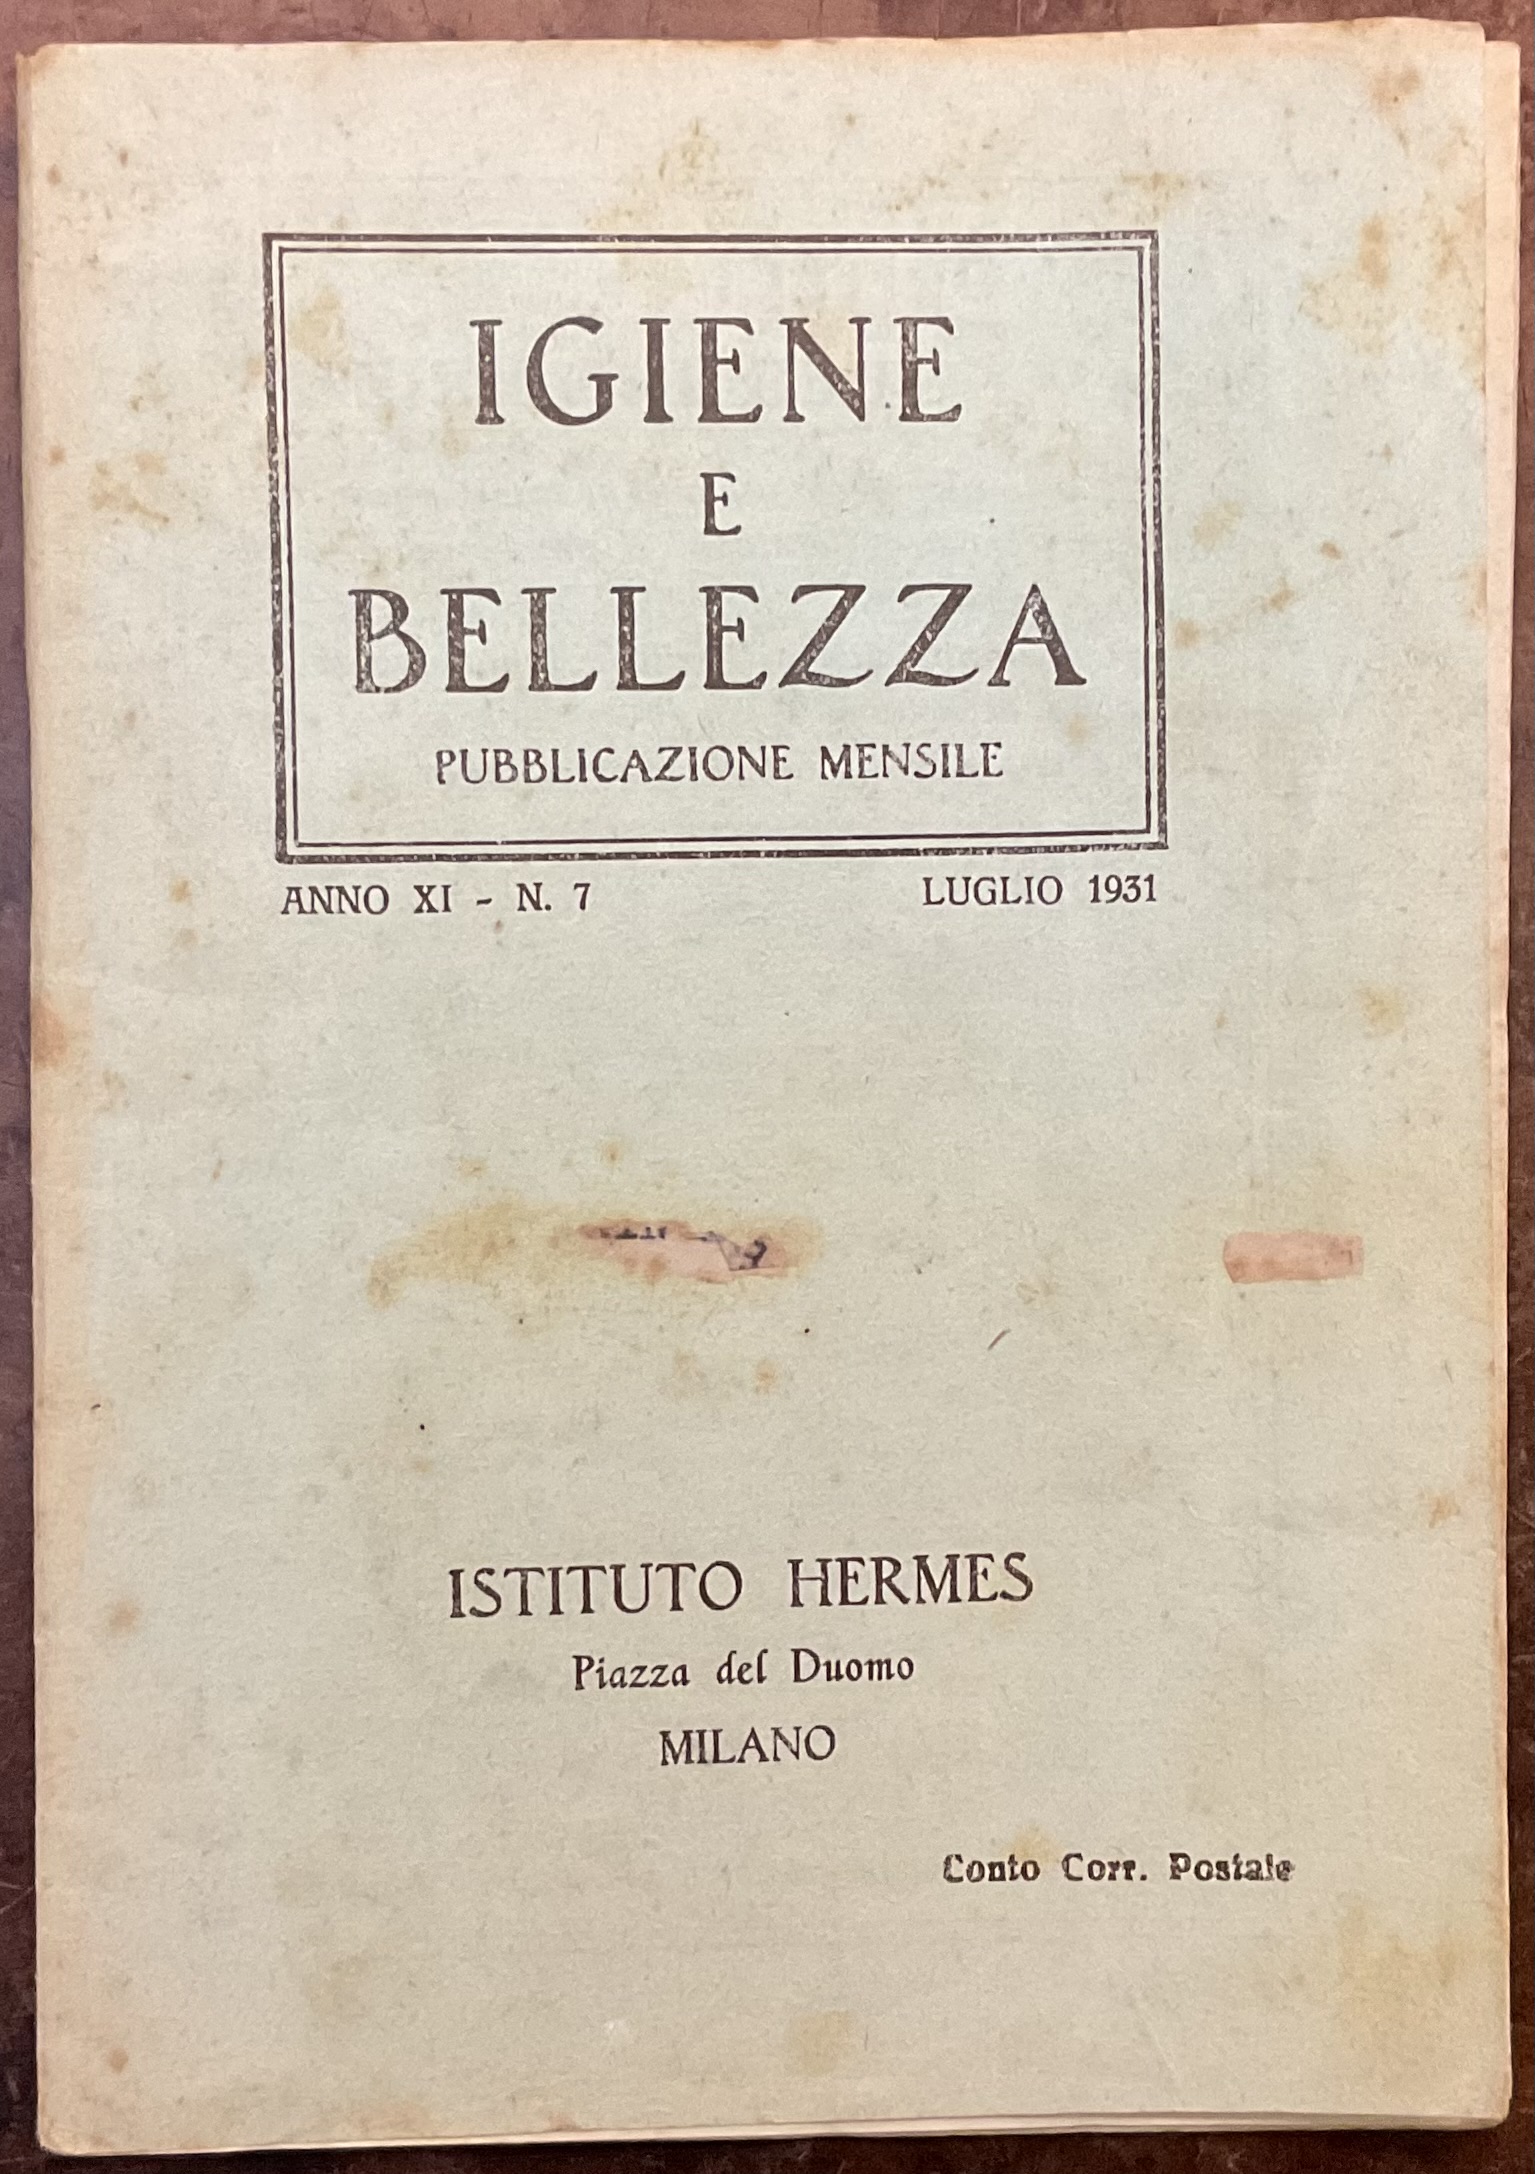 IGIENE
E
BELLEZZA
PUBBLICAZIONE MENSILE
ANNO XI - N. 7
LUGLIO 1931
ISTITUTO HERMES
Piazza del Duomo
MILANO
Conto Corr. Postale